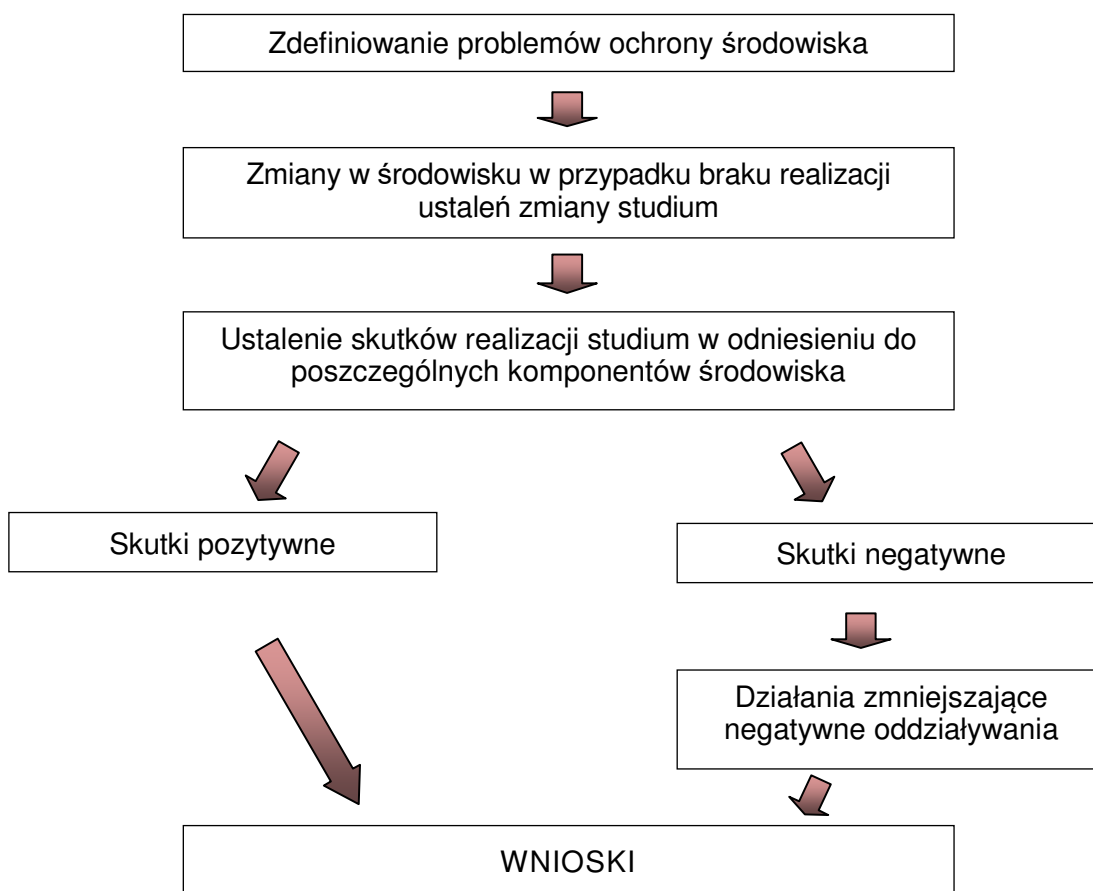 Zdefiniowanie problemów ochrony środowiska
Zmiany w środowisku w przypadku braku realizacji
ustaleń zmiany studium
Ustalenie skutków realizacji studium w odniesieniu do
poszczególnych komponentów środowiska
Skutki pozytywne
Skutki negatywne
Działania zmniejszające
negatywne oddziaływania
WNIOSKI